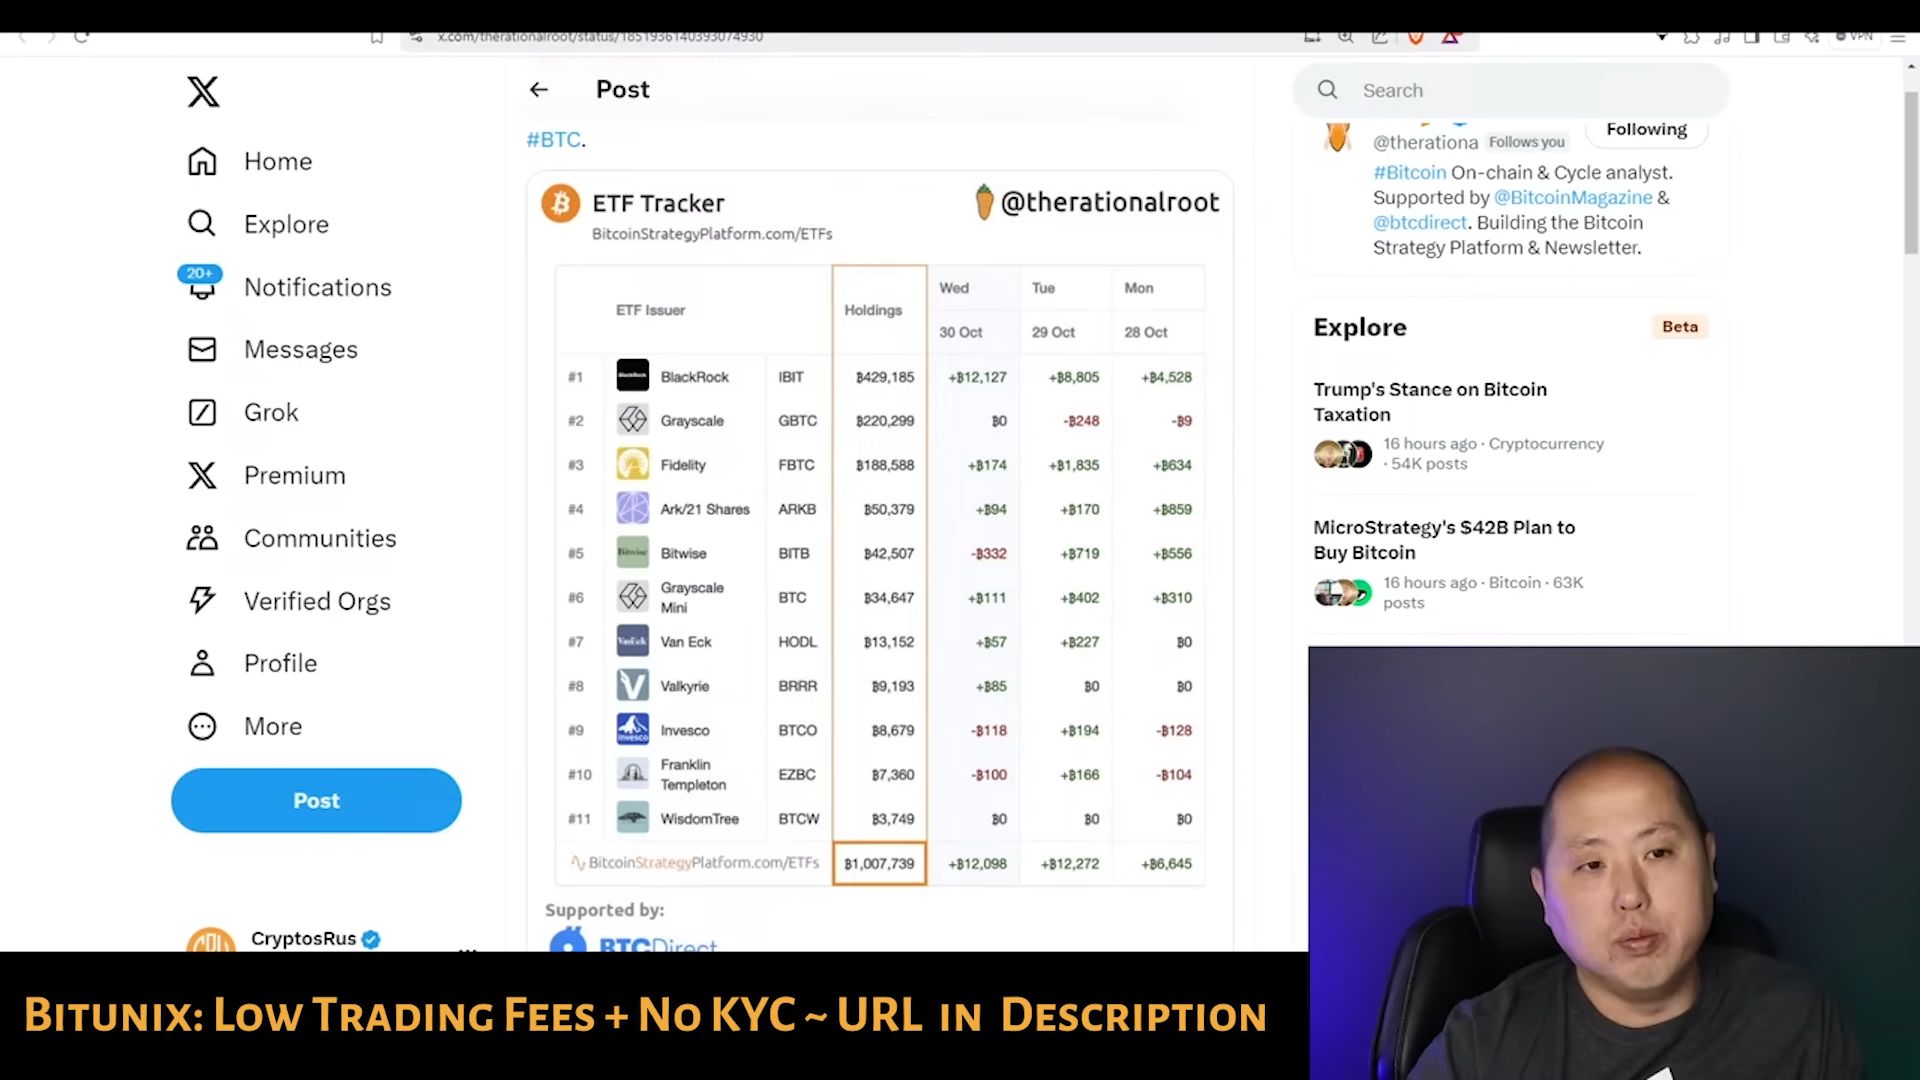 x.com/therationalroot/status/1851936140393074930
VPN
Home
Explore
20+
Notifications
Messages
Grok
Premium
Communities
Verified Orgs
Profile
More
Post
CryptosRus
Post
#BTC.
ETF Tracker
BitcoinStrategyPlatform.com/ETFs
@therationalroot
ETF Issuer Holdings Wed Tue Mon
30 Oct 29 Oct 28 Oct
#1 BlackRock BlackRock IBIT ₿429,185 +₿12,127 +₿8,805 +₿4,528
#2 Grayscale GBTC ₿220,299 ₿0 -₿248 -₿9
#3 Fidelity FBTC ₿188,588 +₿174 +₿1,835 +₿634
#4 Ark/21 Shares ARKB ₿50,379 +₿94 +₿170 +₿859
#5 Bitwise Bitwise BITB ₿42,507 -₿332 +₿719 +₿556
#6 Grayscale Mini BTC ₿34,647 +₿111 +₿402 +₿310
#7 VanEck Van Eck HODL ₿13,152 +₿57 +₿227 ₿0
#8 Valkyrie BRRR ₿9,193 +₿85 ₿0 ₿0
#9 Invesco Invesco BTCO ₿8,679 -₿118 +₿194 -₿128
#10 Franklin Templeton EZBC ₿7,360 -₿100 +₿166 -₿104
#11 WisdomTree BTCW ₿3,749 ₿0 ₿0 ₿0
BitcoinStrategyPlatform.com/ETFs ₿1,007,739 +₿12,098 +₿12,272 +₿6,645
Supported by:
BTCDirect
Search
@therationa Follows you
Following
#Bitcoin On-chain & Cycle analyst.
Supported by @BitcoinMagazine &
@btcdirect. Building the Bitcoin
Strategy Platform & Newsletter.
Explore Beta
Trump's Stance on Bitcoin
Taxation
16 hours ago · Cryptocurrency
· 54K posts
MicroStrategy's $42B Plan to
Buy Bitcoin
16 hours ago · Bitcoin · 63K
posts
Bitunix: Low Trading Fees + No KYC ~ URL in Description